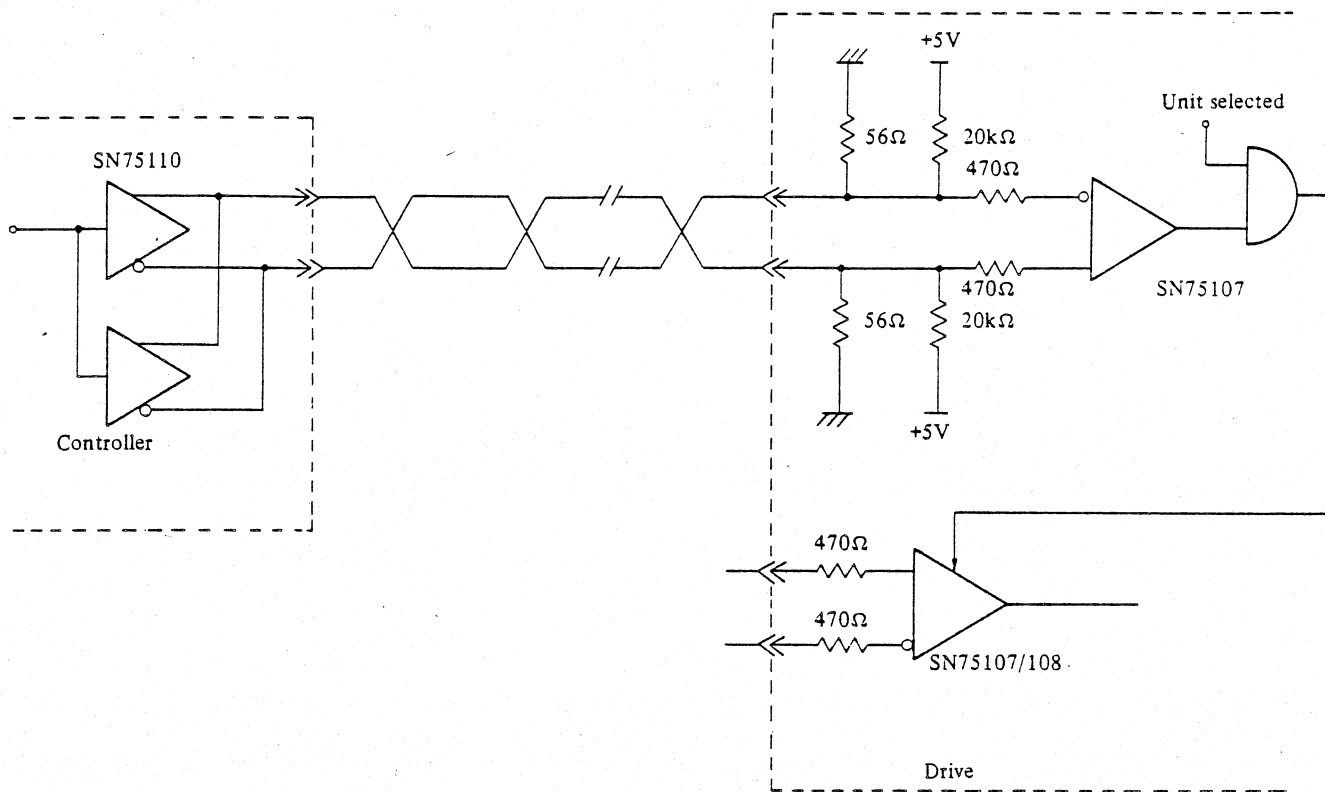 +5V
Unit selected
56Ω
20kΩ
470Ω
SN75110
470Ω
SN75107
56Ω
20kΩ
+5V
Controller
470Ω
470Ω
SN75107/108
Drive